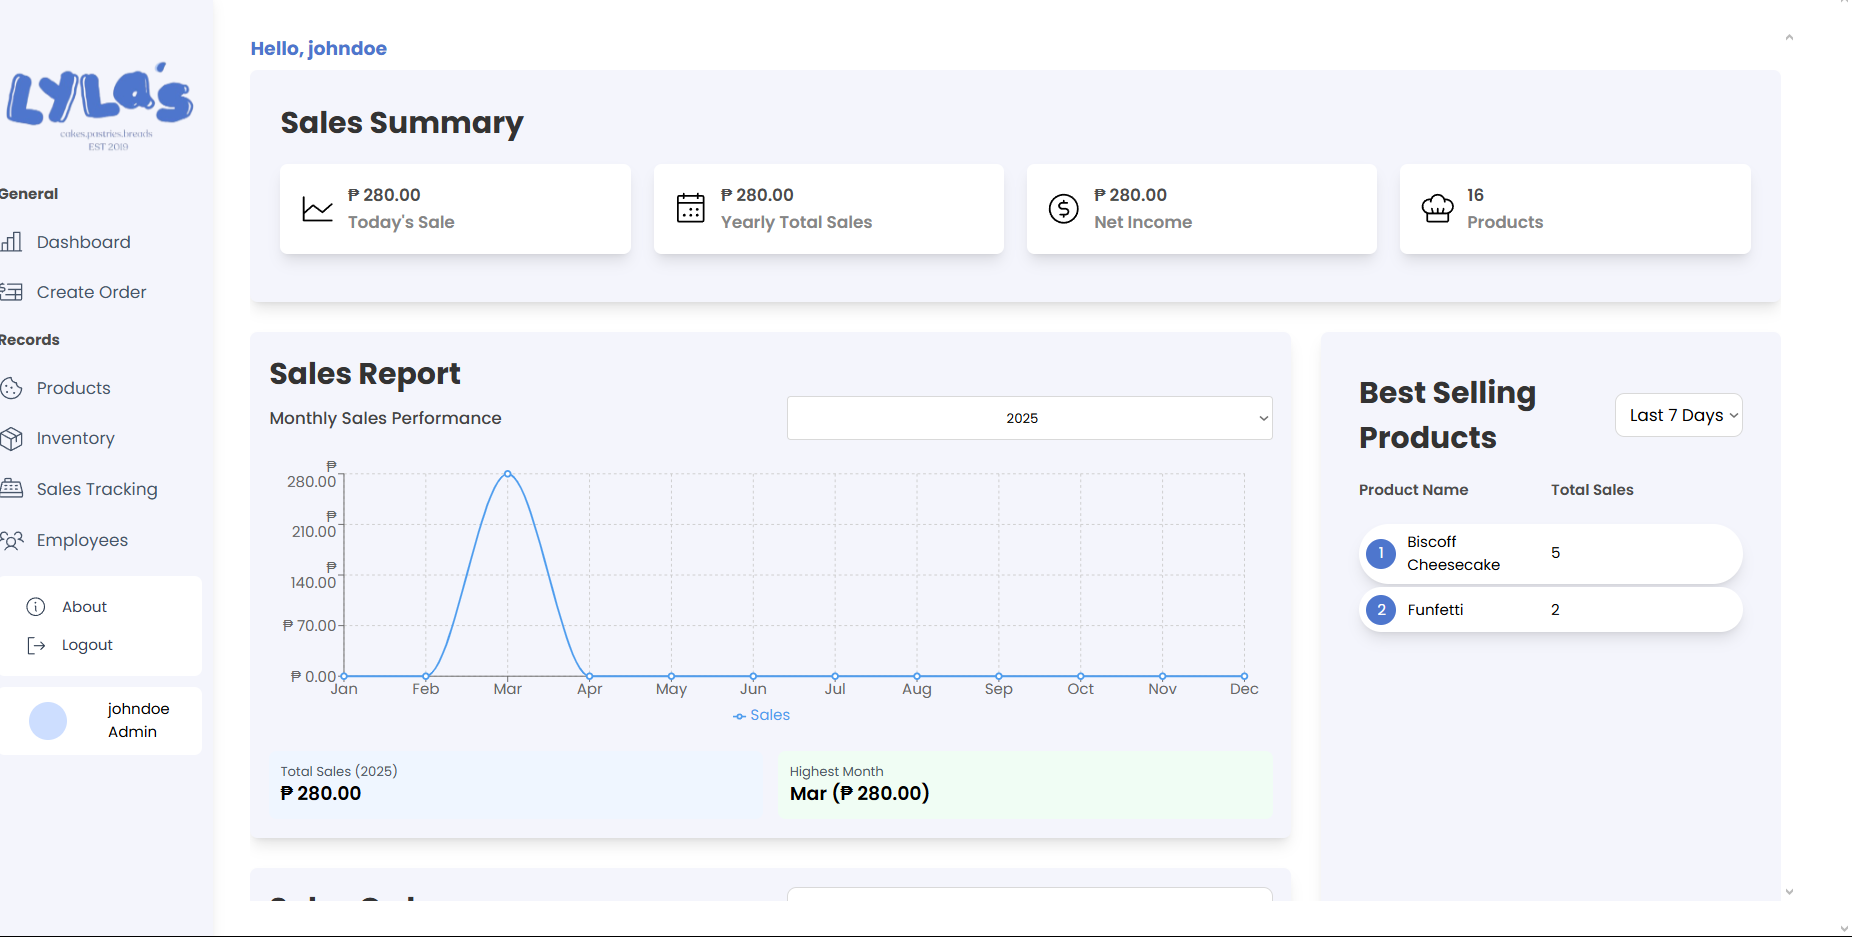 LYLa's
cakes.pastries.breads
EST 2019
General
Dashboard
Create Order
Records
Products
Inventory
Sales Tracking
Employees
About
Logout
johndoe
Admin
Hello, johndoe
Sales Summary
₱ 280.00
Today's Sale
₱ 280.00
Yearly Total Sales
₱ 280.00
Net Income
16
Products
Sales Report
Monthly Sales Performance
2025
₱
280.00
₱
210.00
₱
140.00
₱ 70.00
₱ 0.00
Jan Feb Mar Apr May Jun Jul Aug Sep Oct Nov Dec
Sales
Total Sales (2025)
₱ 280.00
Highest Month
Mar (₱ 280.00)
Best Selling
Products
Last 7 Days
Product Name Total Sales
1 Biscoff
Cheesecake 5
2 Funfetti 2